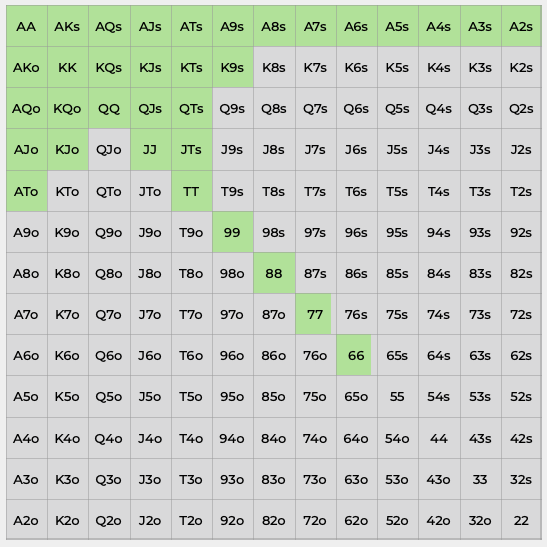 AA AKs AQs AJs ATs A9s A8s A7s A6s A5s A4s A3s A2s
AKo KK KQs KJs KTs K9s K8s K7s K6s K5s K4s K3s K2s
AQo KQo QQ QJs QTs Q9s Q8s Q7s Q6s Q5s Q4s Q3s Q2s
AJo KJo QJo JJ JTs J9s J8s J7s J6s J5s J4s J3s J2s
ATo KTo QTo JTo TT T9s T8s T7s T6s T5s T4s T3s T2s
A9o K9o Q9o J9o T9o 99 98s 97s 96s 95s 94s 93s 92s
A8o K8o Q8o J8o T8o 98o 88 87s 86s 85s 84s 83s 82s
A7o K7o Q7o J7o T7o 97o 87o 77 76s 75s 74s 73s 72s
A6o K6o Q6o J6o T6o 96o 86o 76o 66 65s 64s 63s 62s
A5o K5o Q5o J5o T5o 95o 85o 75o 65o 55 54s 53s 52s
A4o K4o Q4o J4o T4o 94o 84o 74o 64o 54o 44 43s 42s
A3o K3o Q3o J3o T3o 93o 83o 73o 63o 53o 43o 33 32s
A2o K2o Q2o J2o T2o 92o 82o 72o 62o 52o 42o 32o 22